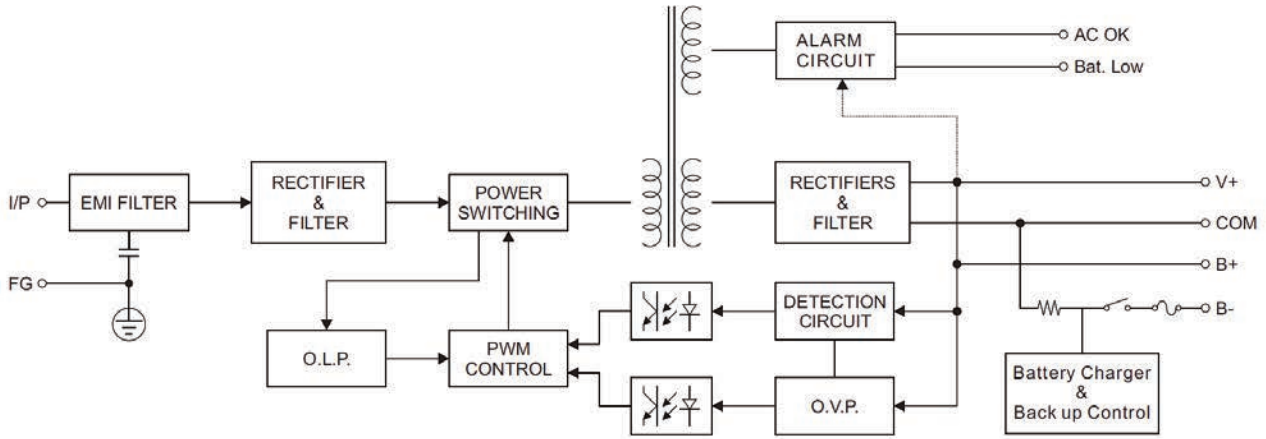 ALARM
CIRCUIT
AC OK
Bat. Low
I/P
EMI FILTER
RECTIFIER
&
FILTER
POWER
SWITCHING
RECTIFIERS
&
FILTER
V+
COM
B+
B-
FG
O.L.P.
PWM
CONTROL
DETECTION
CIRCUIT
O.V.P.
Battery Charger
&
Back up Control